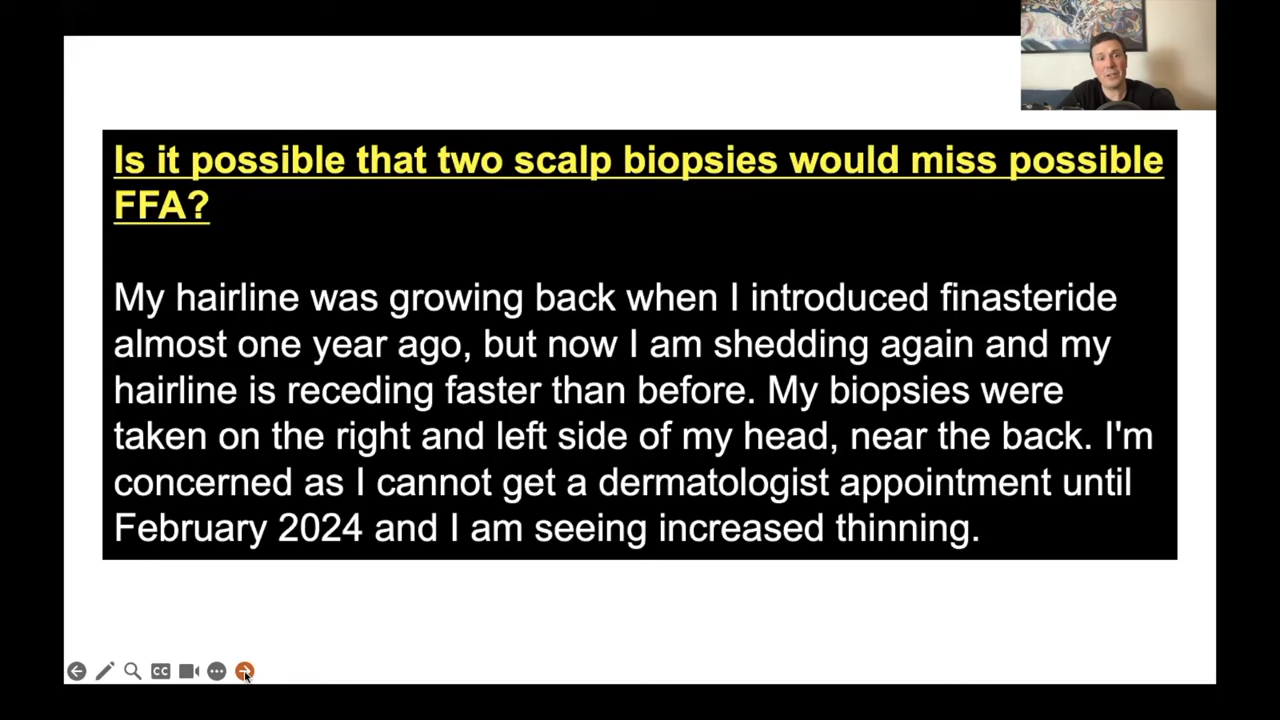 Is it possible that two scalp biopsies would miss possible
FFA?
My hairline was growing back when I introduced finasteride
almost one year ago, but now I am shedding again and my
hairline is receding faster than before. My biopsies were
taken on the right and left side of my head, near the back. I'm
concerned as I cannot get a dermatologist appointment until
February 2024 and I am seeing increased thinning.
CC